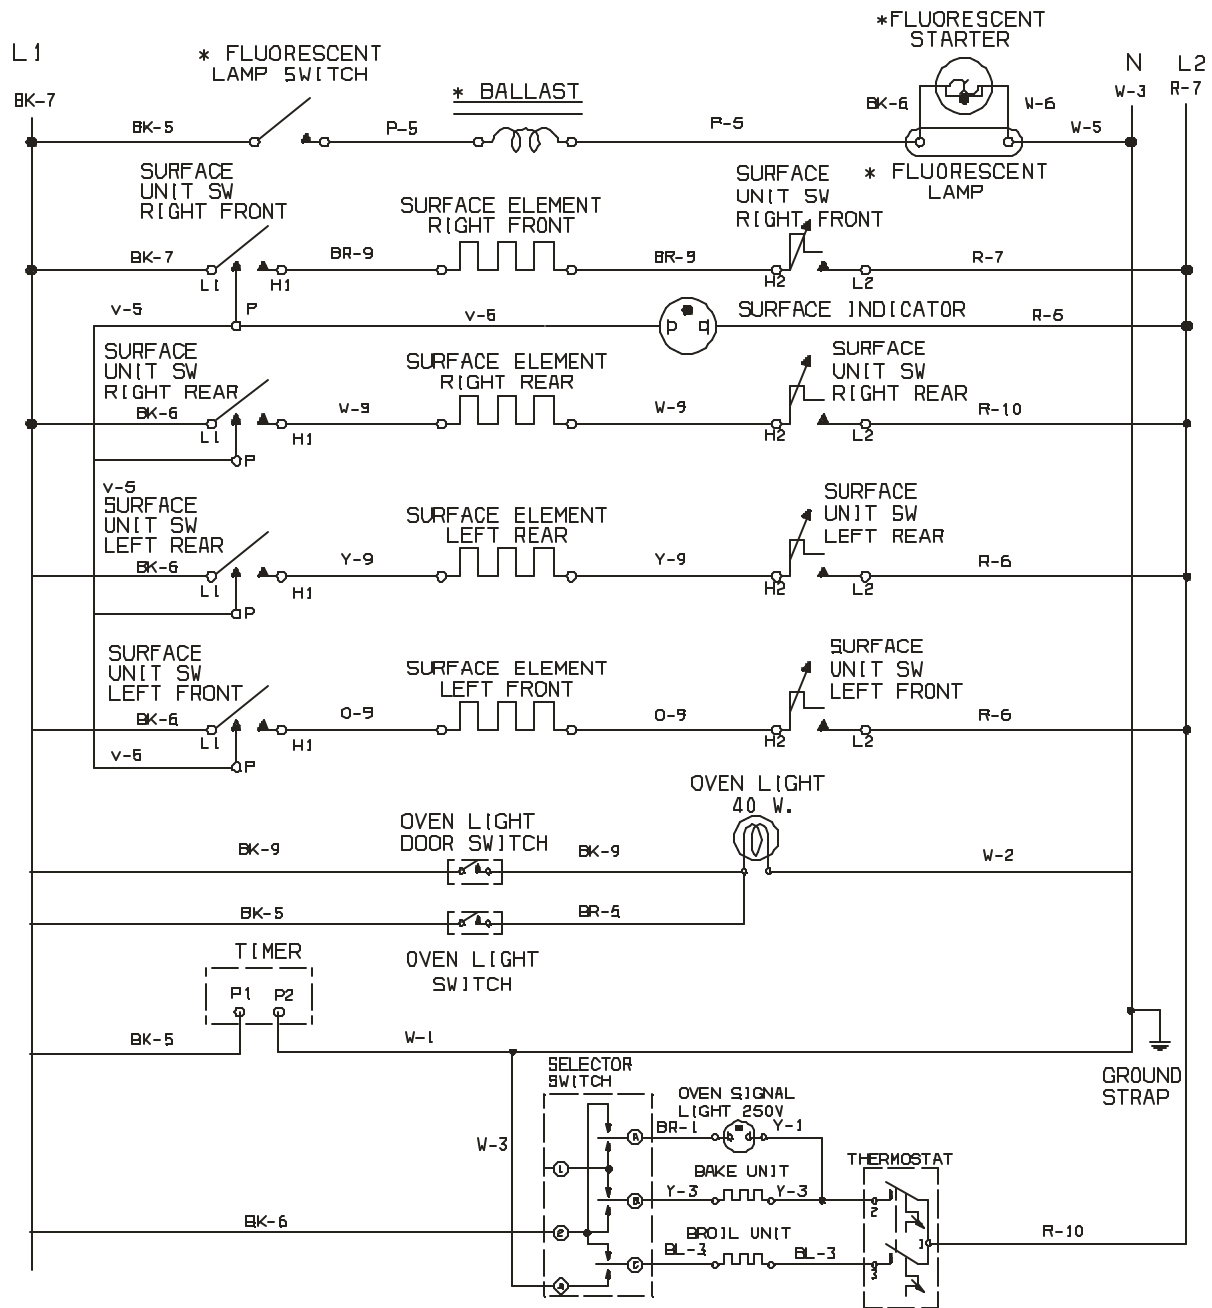 *FLUORESCENT
STARTER
L1
* FLUORESCENT
LAMP SWITCH
N
L2
* BALLAST
BK-7
W-3
R-7
BK-6
W-6
BK-5
P-5
P-5
W-5
SURFACE
UNIT SW
RIGHT FRONT
* FLUORESCENT
LAMP
SURFACE
UNIT SW
RIGHT FRONT
SURFACE ELEMENT
RIGHT FRONT
BK-7
BR-9
BR-9
R-7
L1
H1
H2
L2
V-5
P
V-6
SURFACE INDICATOR
R-6
SURFACE
UNIT SW
RIGHT REAR
SURFACE ELEMENT
RIGHT REAR
SURFACE
UNIT SW
RIGHT REAR
BK-6
W-9
W-9
R-10
L1
H1
H2
L2
P
V-5
SURFACE
UNIT SW
LEFT REAR
SURFACE ELEMENT
LEFT REAR
SURFACE
UNIT SW
LEFT REAR
BK-6
Y-9
Y-9
R-6
L1
H1
H2
L2
P
SURFACE
UNIT SW
LEFT FRONT
SURFACE ELEMENT
LEFT FRONT
SURFACE
UNIT SW
LEFT FRONT
BK-6
O-9
O-9
R-6
L1
H1
H2
L2
V-6
P
OVEN LIGHT
40 W.
OVEN LIGHT
DOOR SWITCH
BK-9
BK-9
W-2
BK-5
BR-5
OVEN LIGHT
SWITCH
TIMER
P1
P2
BK-5
W-1
GROUND
STRAP
SELECTOR
SWITCH
OVEN SIGNAL
LIGHT 250V
W-3
A
BR-1
Y-1
L
BAKE UNIT
THERMOSTAT
B
Y-3
Y-3
2
BK-6
BROIL UNIT
1
R-10
C
BL-3
BL-3
3